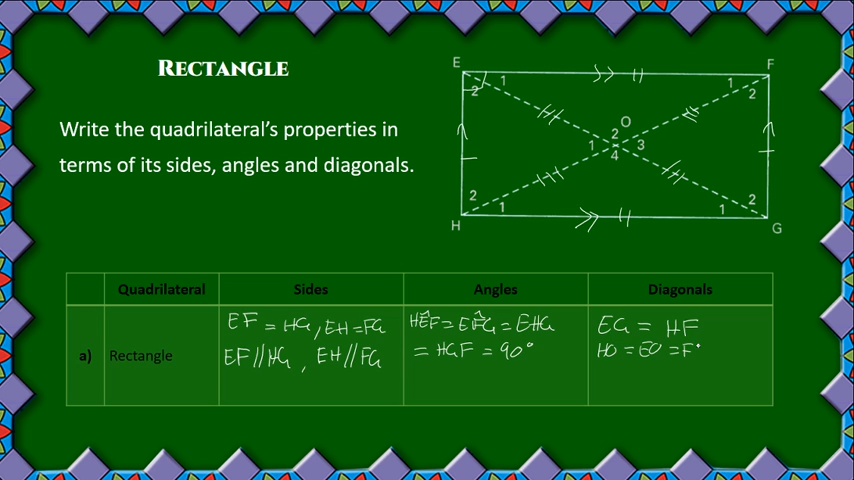 RECTANGLE
Write the quadrilateral's properties in
terms of its sides, angles and diagonals.
E
F
1
2
1
2
O
2
1
3
4
2
1
1
2
H
G
Quadrilateral Sides Angles Diagonals
a) Rectangle
EF = HG, EH = FG
EF // HG, EH // FG
HÊF = EF̂G = EHG
= HGF = 90°
EG = HF
HO = EO = F